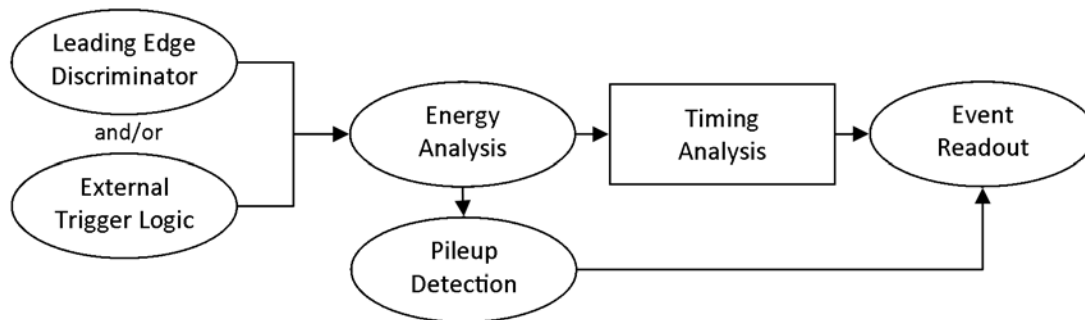 Leading Edge
Discriminator
and/or
External
Trigger Logic
Energy
Analysis
Timing
Analysis
Event
Readout
Pileup
Detection